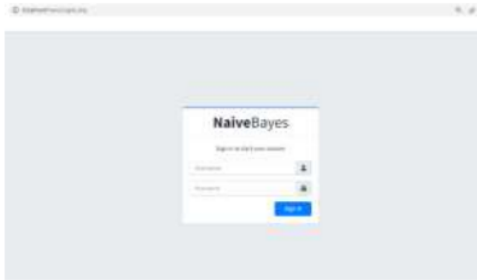 NaiveBayes
Sign in to start your session
Username
Password
Sign In